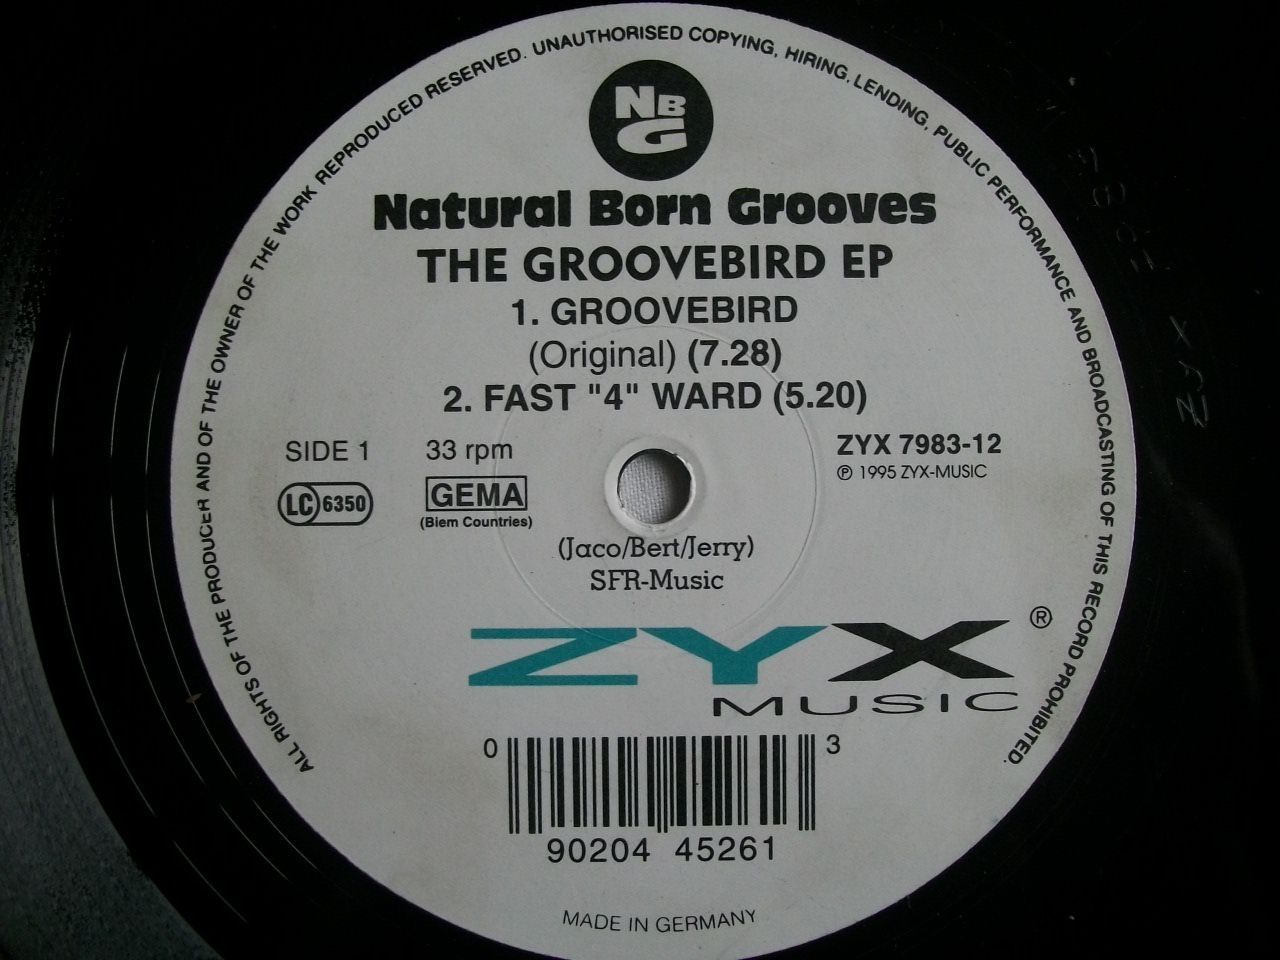 ALL RIGHTS OF THE PRODUCER AND OF THE OWNER OF THE WORK REPRODUCED RESERVED. UNAUTHORISED COPYING, HIRING, LENDING, PUBLIC PERFORMANCE AND BROADCASTING OF THIS RECORD PROHIBITED.
NBG
Natural Born Grooves
THE GROOVEBIRD EP
1. GROOVEBIRD
(Original) (7.28)
2. FAST "4" WARD (5.20)
SIDE 1 33 rpm ZYX 7983-12
℗ 1995 ZYX-MUSIC
LC 6350 GEMA
(Biem Countries)
(Jaco/Bert/Jerry)
SFR-Music
ZYX ®
MUSIC
0 90204 45261 3
MADE IN GERMANY